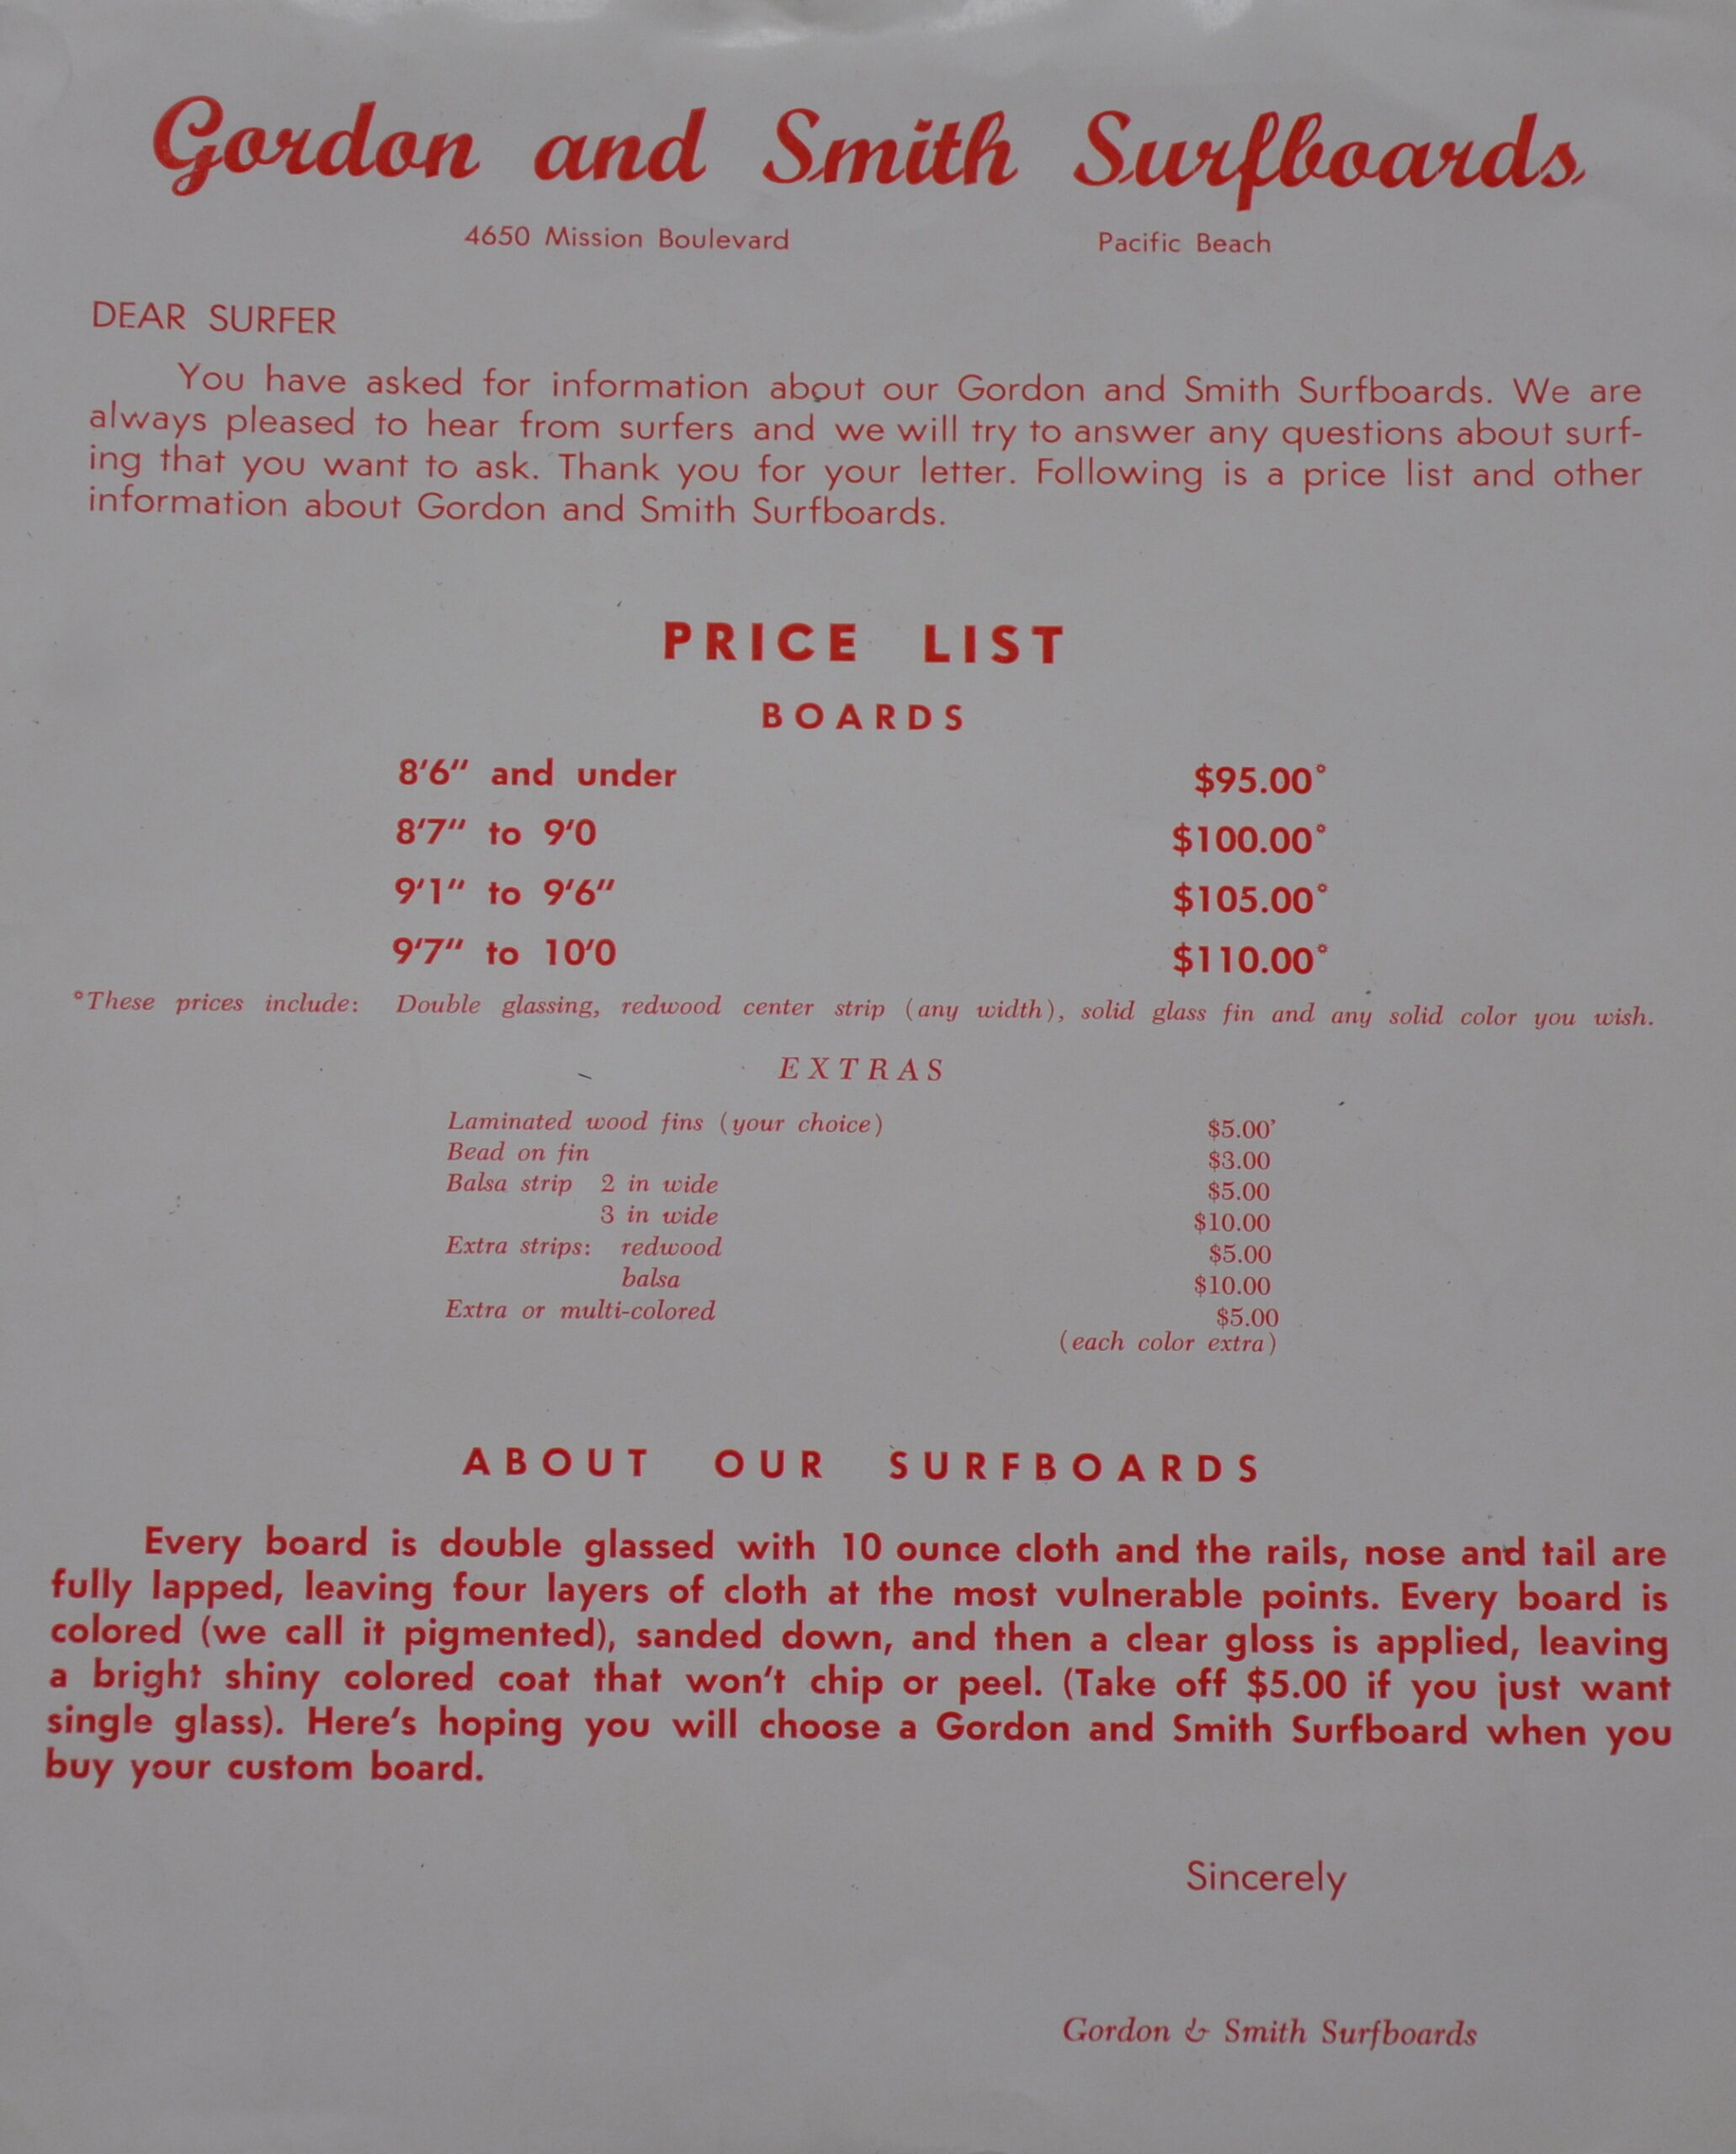 Gordon and Smith Surfboards
4650 Mission Boulevard Pacific Beach
DEAR SURFER
You have asked for information about our Gordon and Smith Surfboards. We are
always pleased to hear from surfers and we will try to answer any questions about surf-
ing that you want to ask. Thank you for your letter. Following is a price list and other
information about Gordon and Smith Surfboards.
PRICE LIST
BOARDS
8'6" and under $95.00°
8'7" to 9'0 $100.00°
9'1" to 9'6" $105.00°
9'7" to 10'0 $110.00°
°These prices include: Double glassing, redwood center strip (any width), solid glass fin and any solid color you wish.
EXTRAS
Laminated wood fins (your choice) $5.00'
Bead on fin $3.00
Balsa strip 2 in wide $5.00
3 in wide $10.00
Extra strips: redwood $5.00
balsa $10.00
Extra or multi-colored $5.00
(each color extra)
ABOUT OUR SURFBOARDS
Every board is double glassed with 10 ounce cloth and the rails, nose and tail are
fully lapped, leaving four layers of cloth at the most vulnerable points. Every board is
colored (we call it pigmented), sanded down, and then a clear gloss is applied, leaving
a bright shiny colored coat that won't chip or peel. (Take off $5.00 if you just want
single glass). Here's hoping you will choose a Gordon and Smith Surfboard when you
buy your custom board.
Sincerely
Gordon & Smith Surfboards